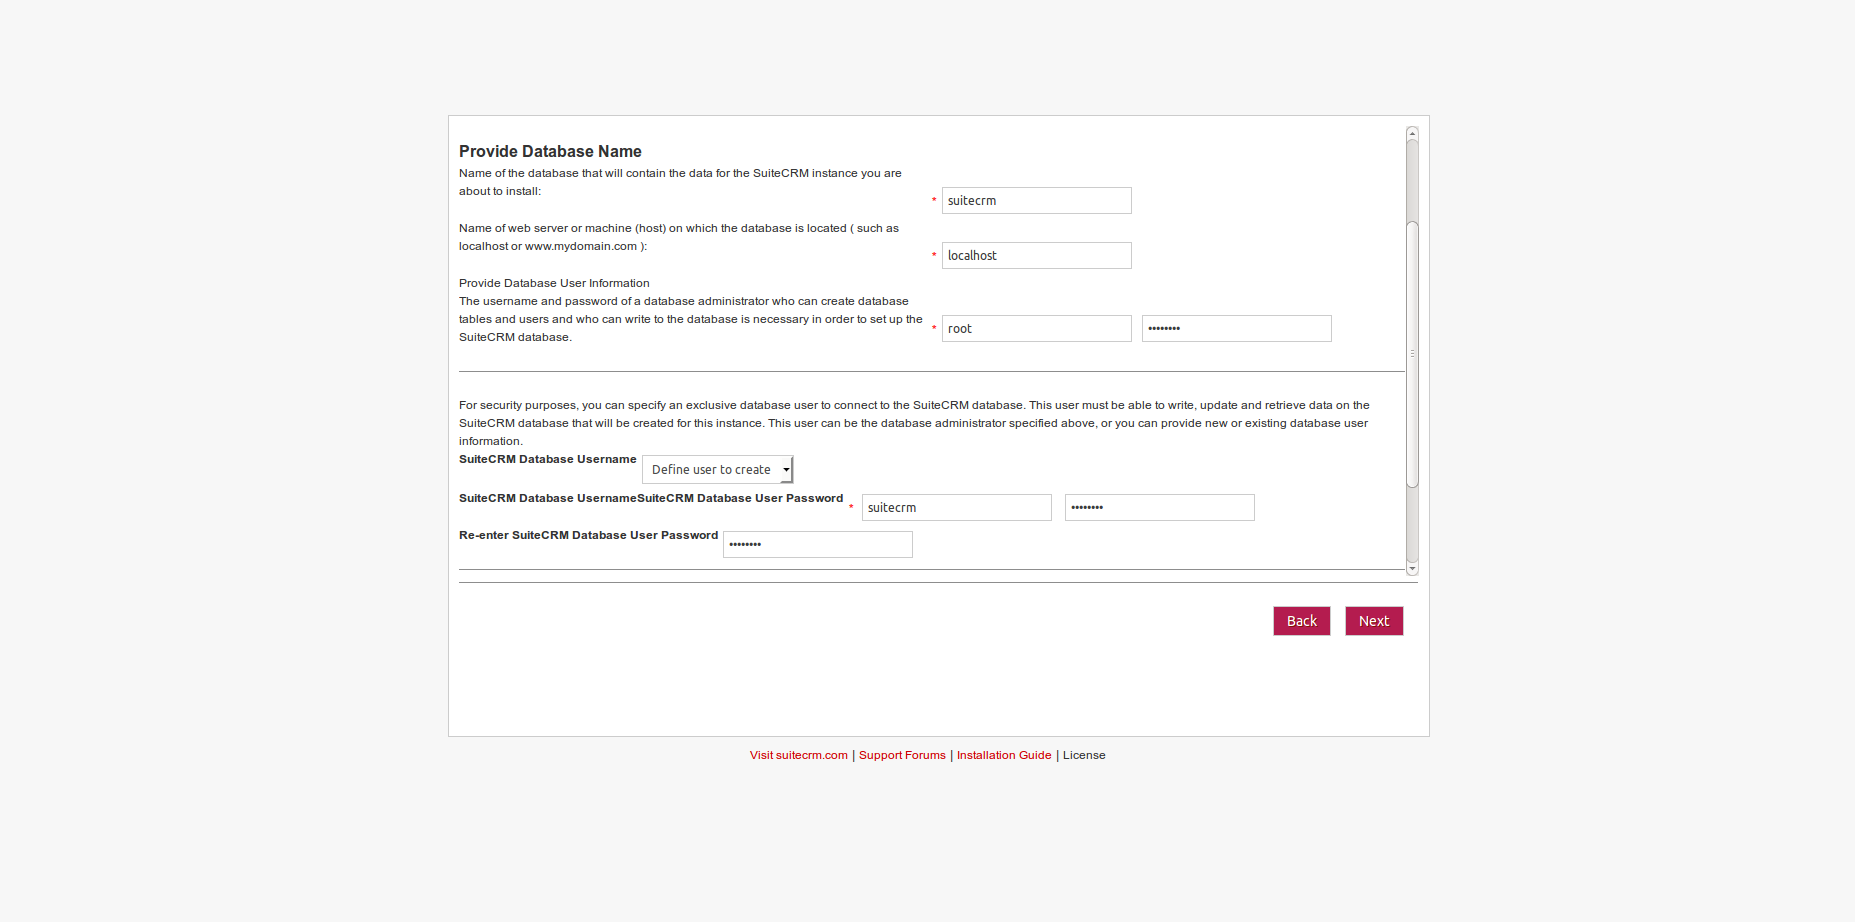 Provide Database Name
Name of the database that will contain the data for the SuiteCRM instance you are
about to install:
* suitecrm
Name of web server or machine (host) on which the database is located ( such as
localhost or www.mydomain.com ):
* localhost
Provide Database User Information
The username and password of a database administrator who can create database
tables and users and who can write to the database is necessary in order to set up the
SuiteCRM database.
* root ••••••••
For security purposes, you can specify an exclusive database user to connect to the SuiteCRM database. This user must be able to write, update and retrieve data on the
SuiteCRM database that will be created for this instance. This user can be the database administrator specified above, or you can provide new or existing database user
information.
SuiteCRM Database Username Define user to create
SuiteCRM Database UsernameSuiteCRM Database User Password * suitecrm ••••••••
Re-enter SuiteCRM Database User Password ••••••••
Back Next
Visit suitecrm.com | Support Forums | Installation Guide | License